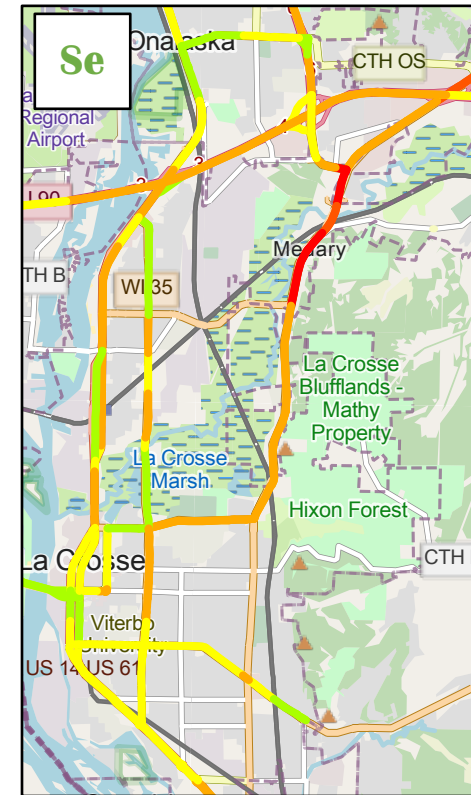 Se
Onalaska
CTH OS
Regional
Airport
I 90
Medary
TH B
WI 35
La Crosse
Blufflands -
Mathy
Property
La Crosse
Marsh
Hixon Forest
La Crosse
CTH
Viterbo
University
US 14 US 61